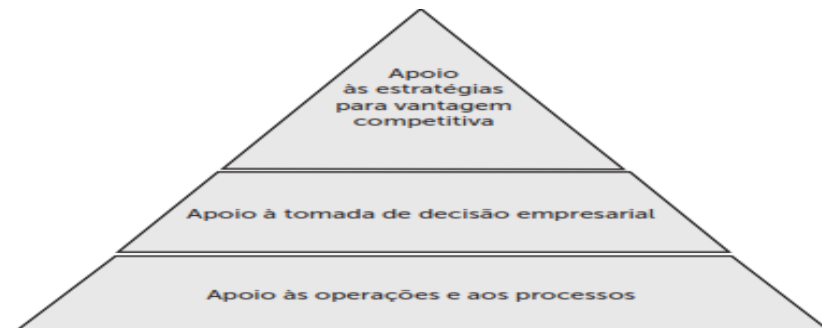 Apoio
às estratégias
para vantagem
competitiva
Apoio à tomada de decisão empresarial
Apoio às operações e aos processos